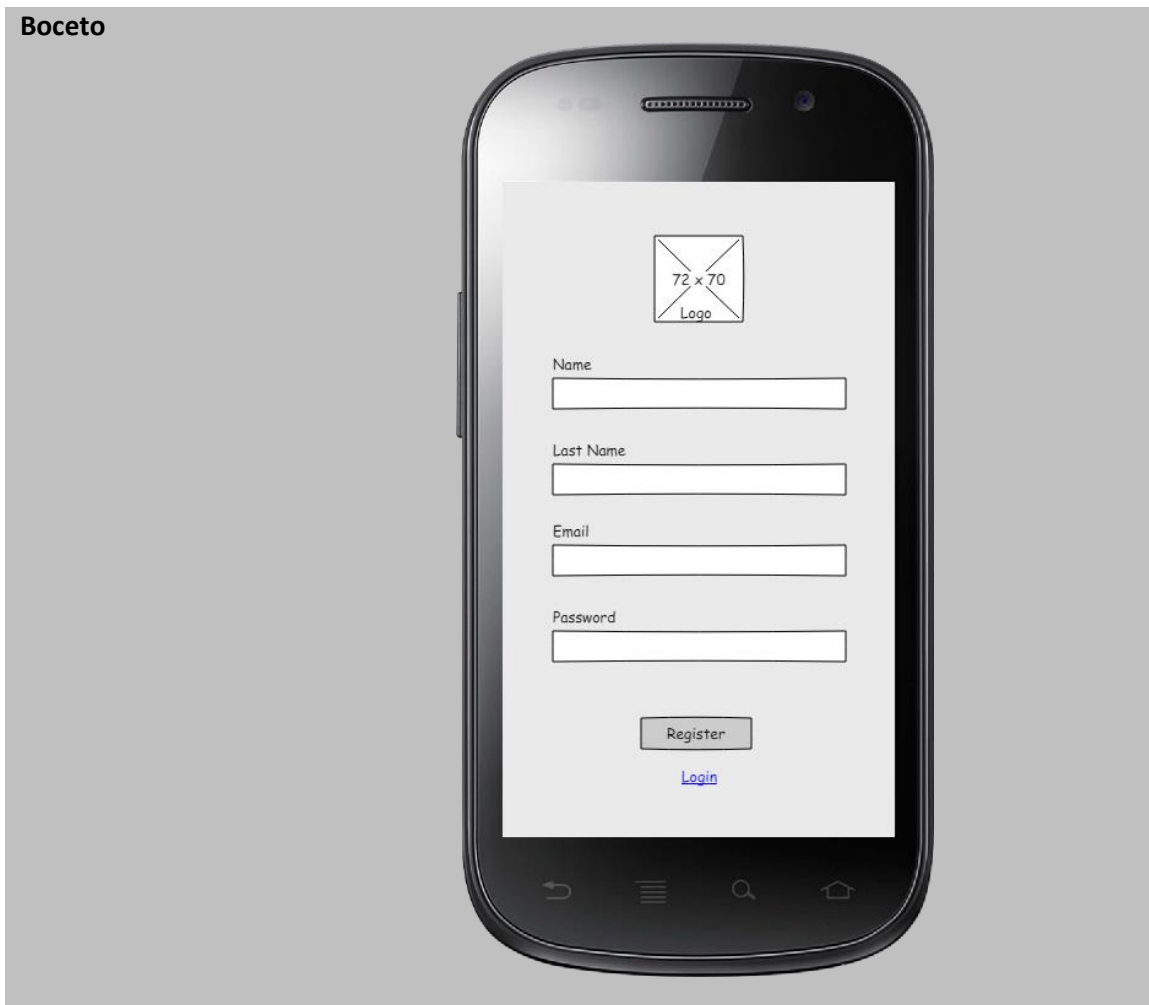 Boceto
72 x 70
Logo
Name
Last Name
Email
Password
Register
Login